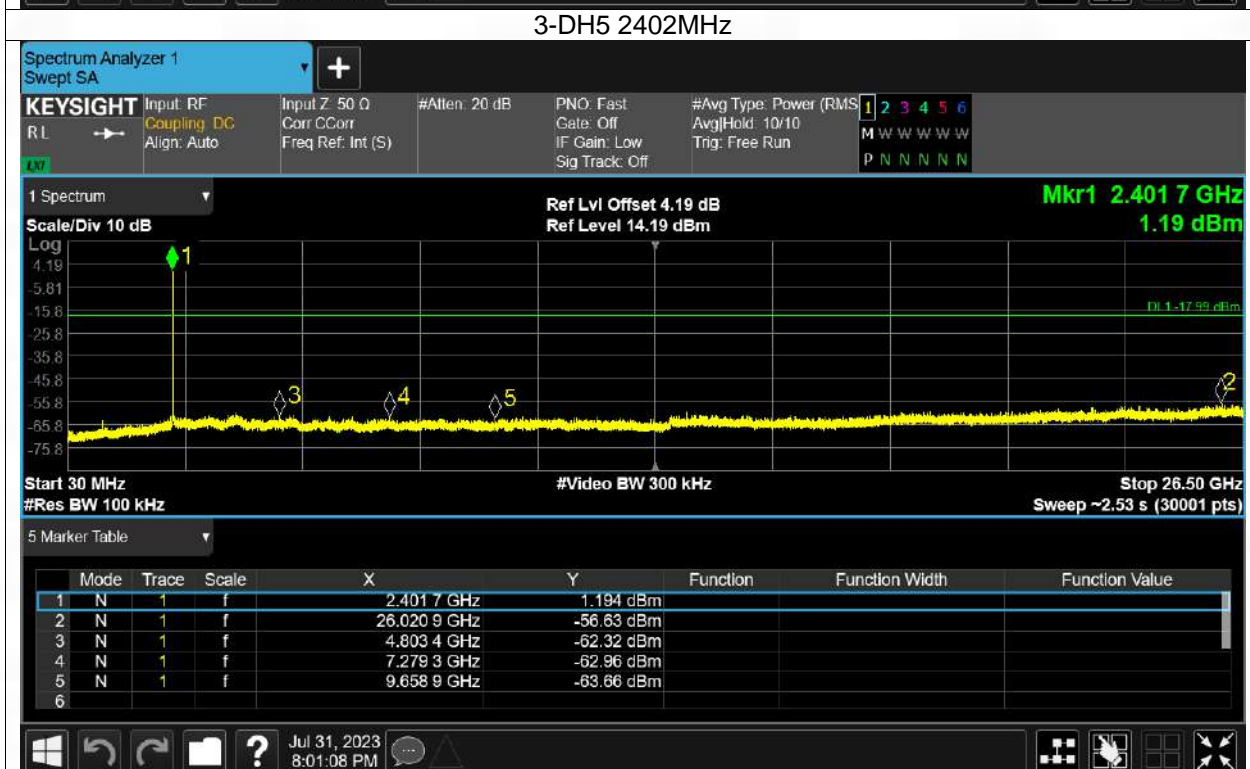 3-DH5 2402MHz
Spectrum Analyzer 1
Swept SA
+
KEYSIGHT Input: RF Input Z: 50 Ω #Atten: 20 dB PNO: Fast #Avg Type: Power (RMS 1 2 3 4 5 6
RL Coupling: DC Corr CCorr Gate: Off Avg|Hold: 10/10 M W W W W W
Align: Auto Freq Ref: Int (S) IF Gain: Low Trig: Free Run
LXI Sig Track: Off P N N N N N
1 Spectrum Ref Lvl Offset 4.19 dB Mkr1 2.401 7 GHz
Scale/Div 10 dB Ref Level 14.19 dBm 1.19 dBm
Log
1
4.19
-5.81
-15.8 DL1 -17.99 dBm
-25.8
-35.8
-45.8
3 4 5 2
-55.8
-65.8
-75.8
Start 30 MHz #Video BW 300 kHz Stop 26.50 GHz
#Res BW 100 kHz Sweep ~2.53 s (30001 pts)
5 Marker Table
Mode Trace Scale X Y Function Function Width Function Value
1 N 1 f 2.401 7 GHz 1.194 dBm
2 N 1 f 26.020 9 GHz -56.63 dBm
3 N 1 f 4.803 4 GHz -62.32 dBm
4 N 1 f 7.279 3 GHz -62.96 dBm
5 N 1 f 9.658 9 GHz -63.66 dBm
6
? Jul 31, 2023
8:01:08 PM